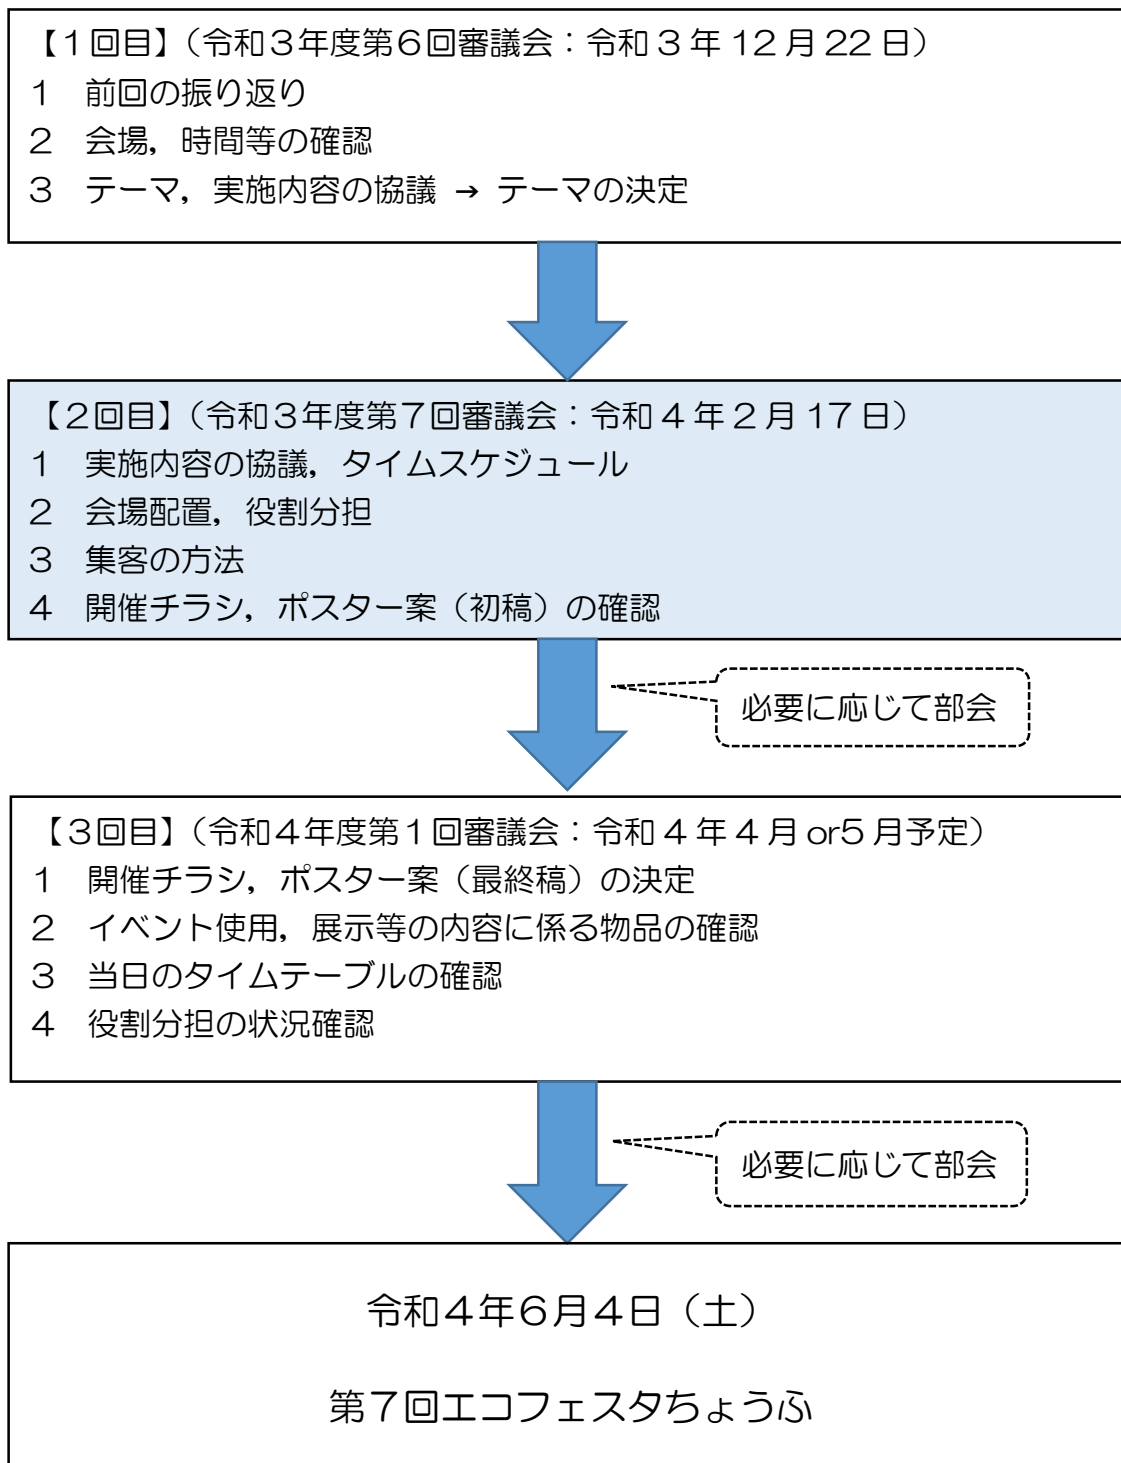 【１回目】（令和３年度第６回審議会：令和３年12月22日）
１　前回の振り返り
２　会場，時間等の確認
３　テーマ，実施内容の協議 → テーマの決定
【２回目】（令和３年度第７回審議会：令和４年２月17日）
１　実施内容の協議，タイムスケジュール
２　会場配置，役割分担
３　集客の方法
４　開催チラシ，ポスター案（初稿）の確認
必要に応じて部会
【３回目】（令和４年度第１回審議会：令和４年４月or5月予定）
１　開催チラシ，ポスター案（最終稿）の決定
２　イベント使用，展示等の内容に係る物品の確認
３　当日のタイムテーブルの確認
４　役割分担の状況確認
必要に応じて部会
令和４年６月４日（土）
第７回エコフェスタちょうふ